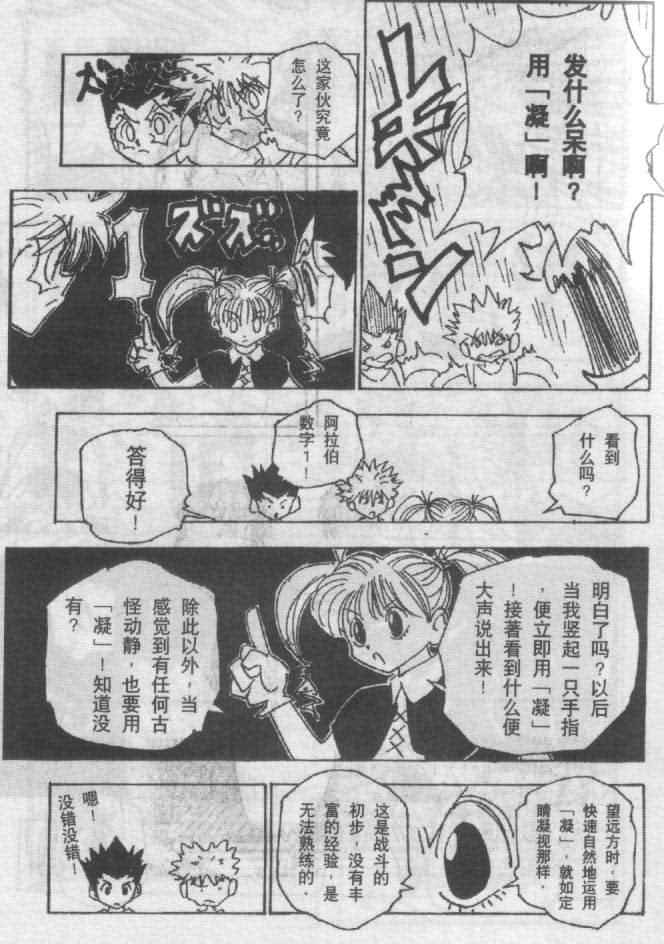 发什么呆啊?
用「凝」啊!
这家伙究竟
怎么了?
1
ズズ
看到
什么吗?
阿拉伯
数字1!
答得好!
明白了吗?以后
当我竖起一只手指
,便立即用「凝」
!接著看到什么便
大声说出来!
除此以外,当
感觉到有任何古
怪动静,也要用
「凝」!知道没
有?
望远方时,要
快速自然地运用
「凝」,就如定
睛凝视那样.
这是战斗的
初步,没有丰
富的经验,是
无法熟练的.
嗯!
没错没错!